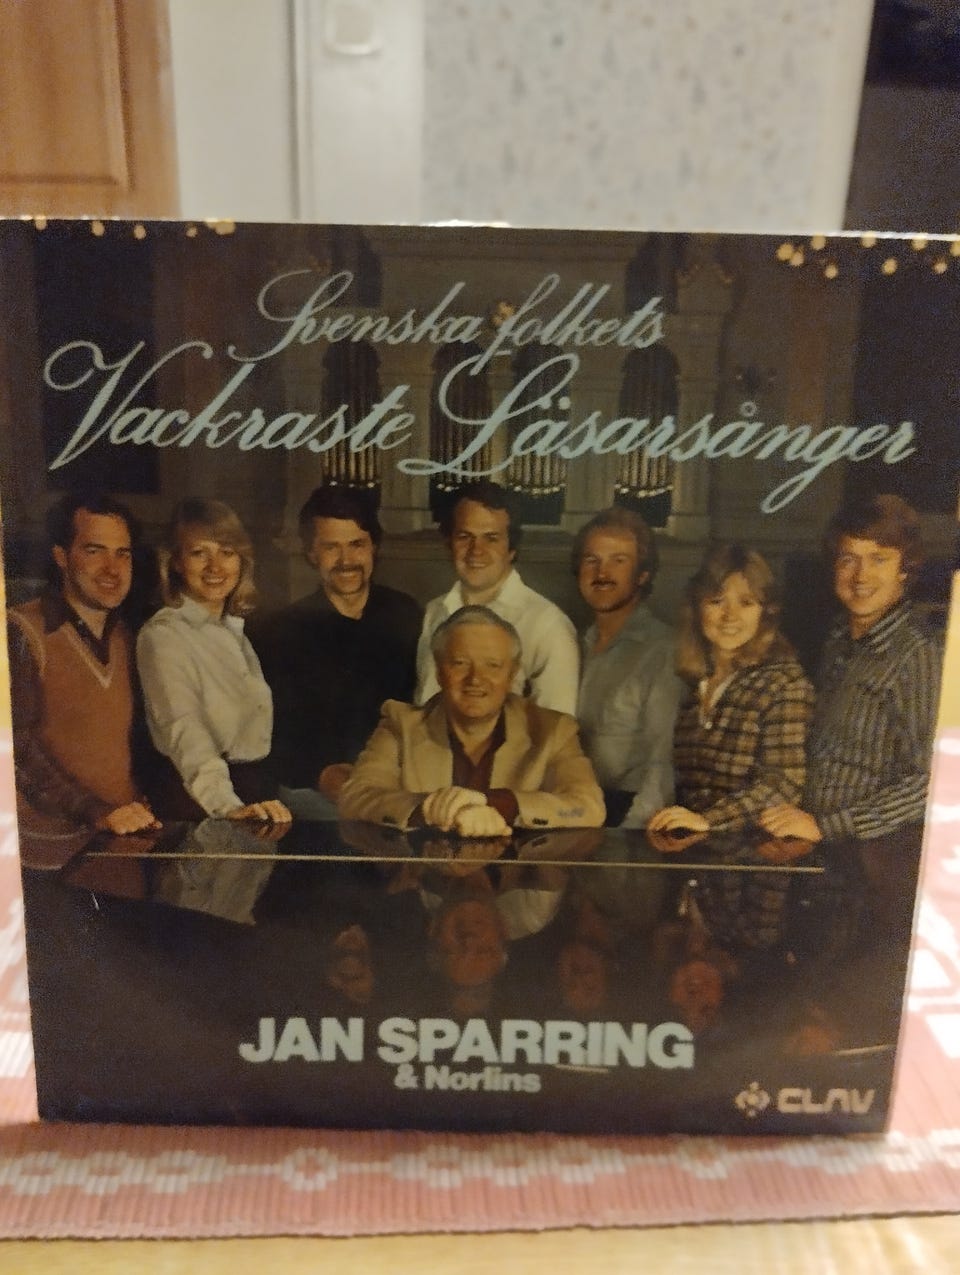 Svenska folkets
Vackraste Läsarsånger
JAN SPARRING
& Norlins
CLAV